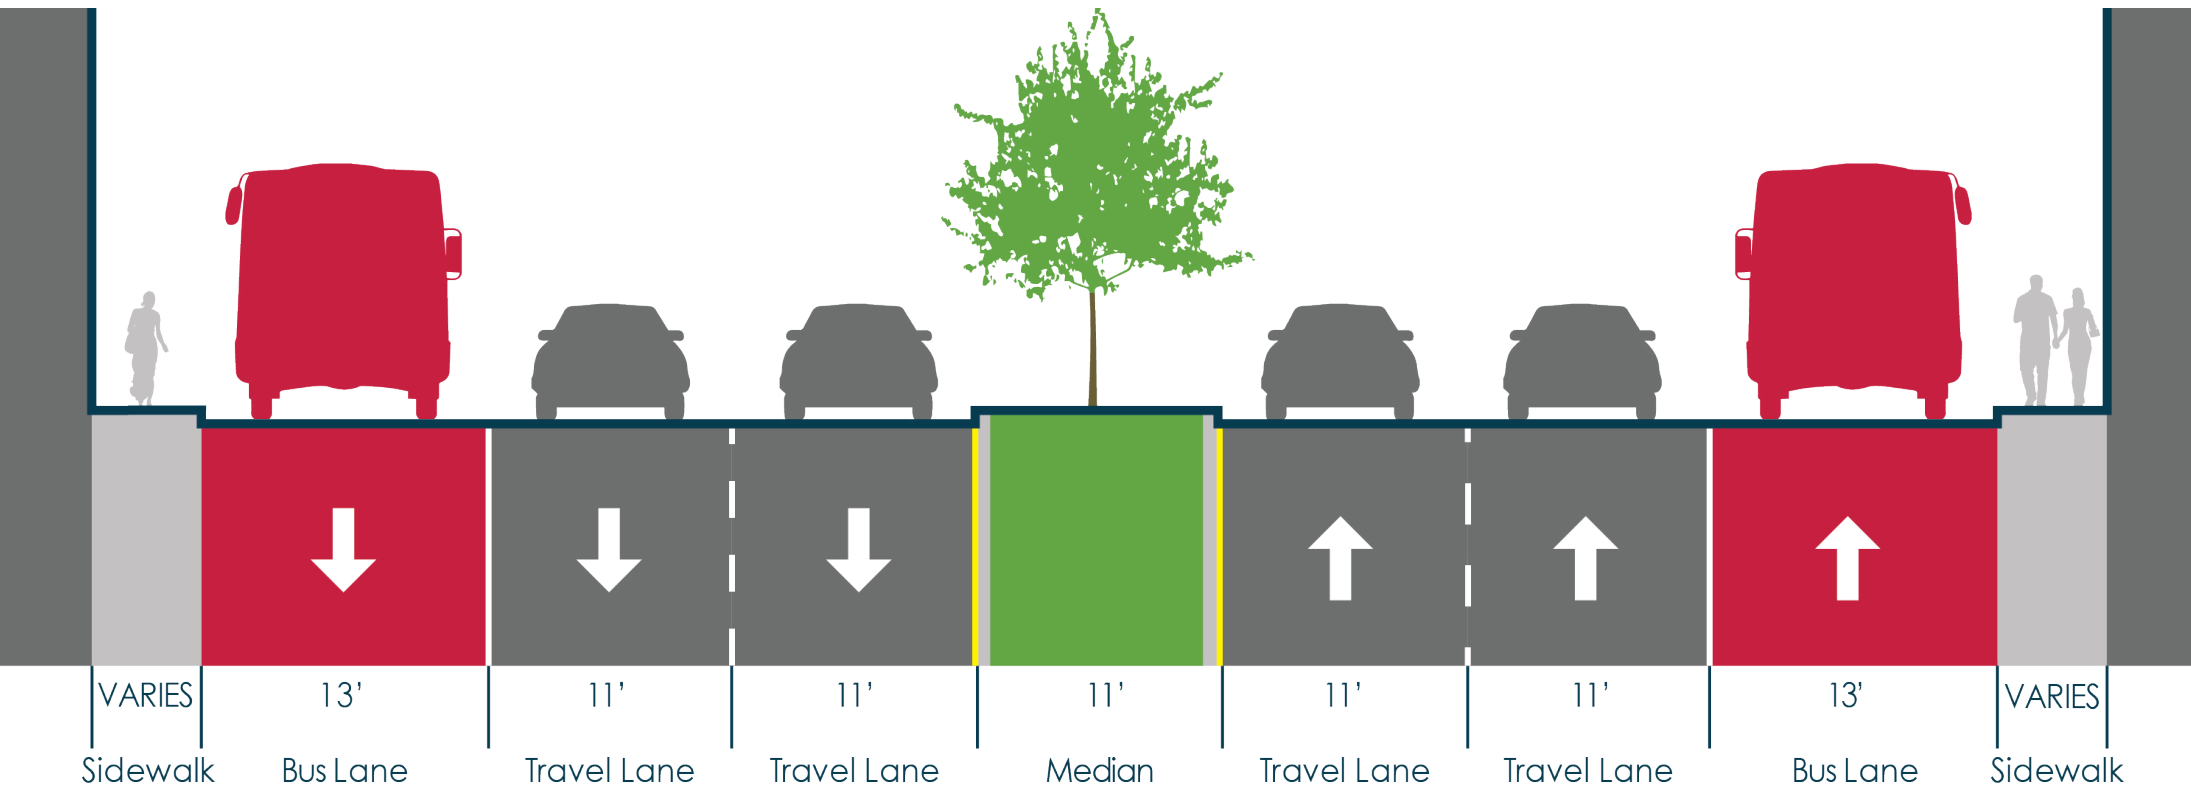 VARIES 13’ 11’ 11’ 11’ 11’ 11’ 13’ VARIES
Sidewalk Bus Lane Travel Lane Travel Lane Median Travel Lane Travel Lane Bus Lane Sidewalk